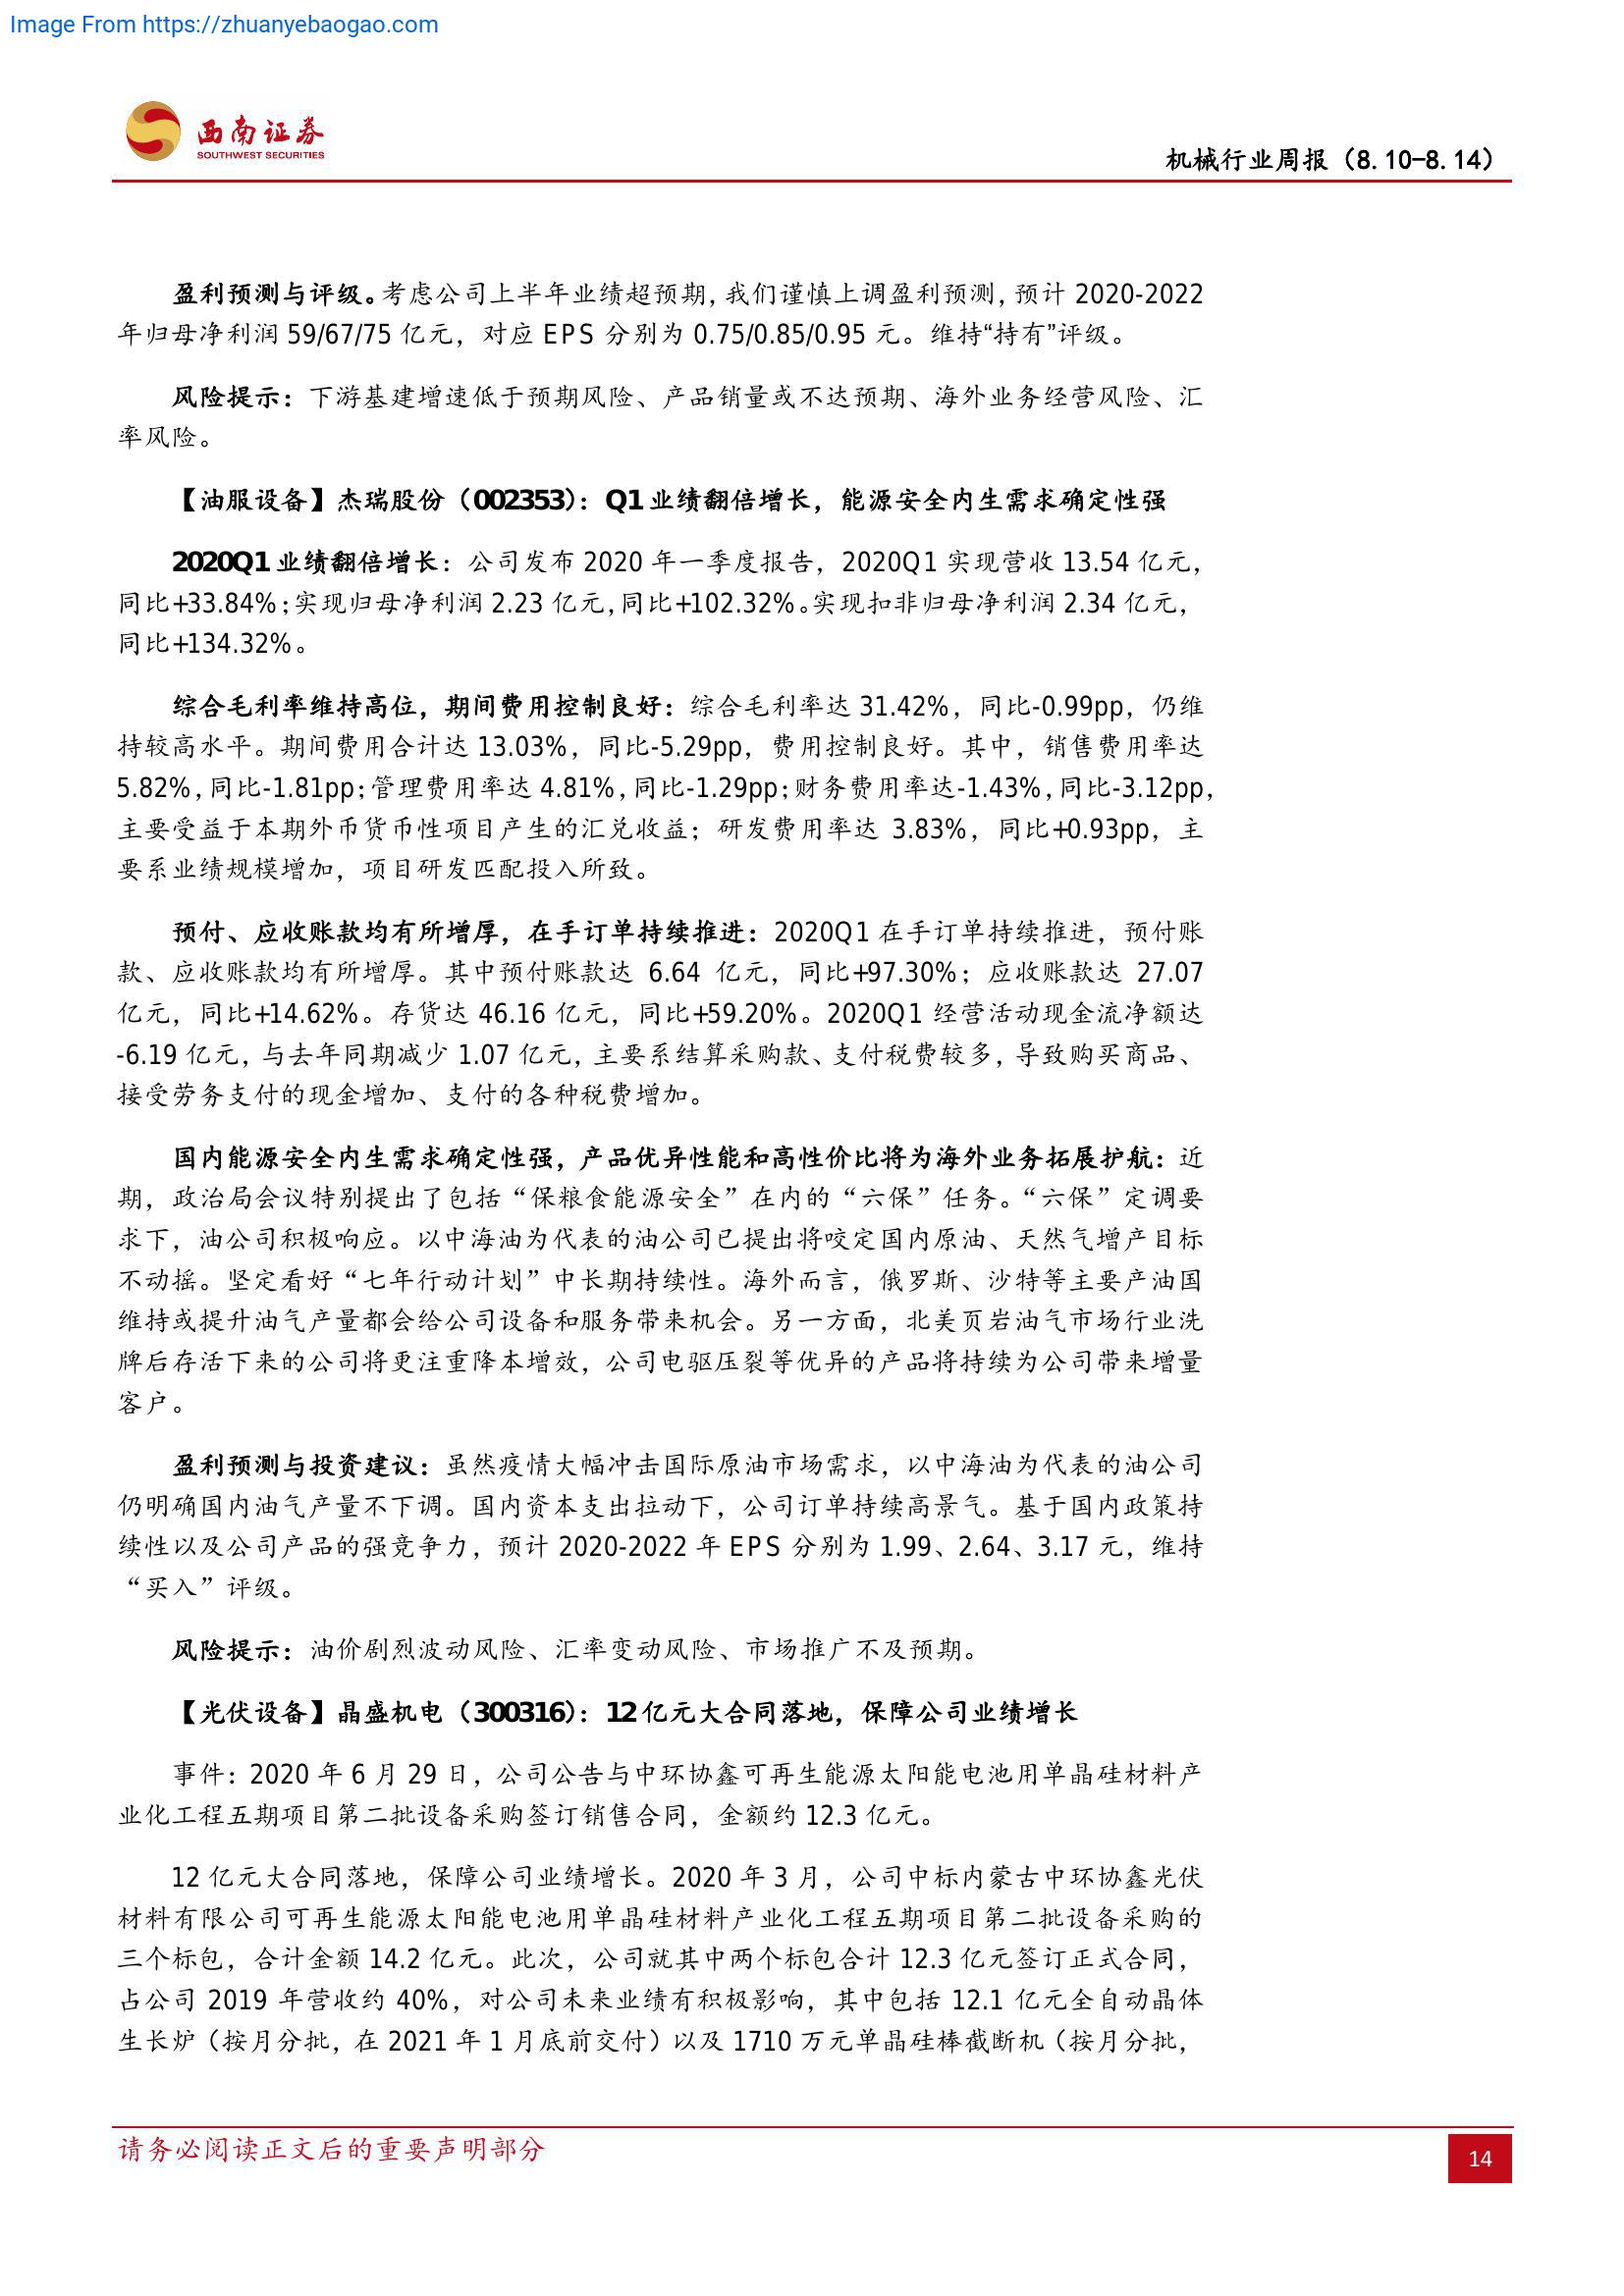 Image From https://zhuanyebaogao.com
西南证券
SOUTHWEST SECURITIES
机械行业周报（8.10-8.14）
盈利预测与评级。考虑公司上半年业绩超预期，我们谨慎上调盈利预测，预计 2020-2022
年归母净利润 59/67/75 亿元，对应 EPS 分别为 0.75/0.85/0.95 元。维持“持有”评级。
风险提示：下游基建增速低于预期风险、产品销量或不达预期、海外业务经营风险、汇
率风险。
【油服设备】杰瑞股份（002353）：Q1 业绩翻倍增长，能源安全内生需求确定性强
2020Q1 业绩翻倍增长：公司发布 2020 年一季度报告，2020Q1 实现营收 13.54 亿元，
同比+33.84%；实现归母净利润 2.23 亿元，同比+102.32%。实现扣非归母净利润 2.34 亿元，
同比+134.32%。
综合毛利率维持高位，期间费用控制良好：综合毛利率达 31.42%，同比-0.99pp，仍维
持较高水平。期间费用合计达 13.03%，同比-5.29pp，费用控制良好。其中，销售费用率达
5.82%，同比-1.81pp；管理费用率达 4.81%，同比-1.29pp；财务费用率达-1.43%，同比-3.12pp，
主要受益于本期外币货币性项目产生的汇兑收益；研发费用率达 3.83%，同比+0.93pp，主
要系业绩规模增加，项目研发匹配投入所致。
预付、应收账款均有所增厚，在手订单持续推进：2020Q1 在手订单持续推进，预付账
款、应收账款均有所增厚。其中预付账款达 6.64 亿元，同比+97.30%；应收账款达 27.07
亿元，同比+14.62%。存货达 46.16 亿元，同比+59.20%。2020Q1 经营活动现金流净额达
-6.19 亿元，与去年同期减少 1.07 亿元，主要系结算采购款、支付税费较多，导致购买商品、
接受劳务支付的现金增加、支付的各种税费增加。
国内能源安全内生需求确定性强，产品优异性能和高性价比将为海外业务拓展护航：近
期，政治局会议特别提出了包括“保粮食能源安全”在内的“六保”任务。“六保”定调要
求下，油公司积极响应。以中海油为代表的油公司已提出将咬定国内原油、天然气增产目标
不动摇。坚定看好“七年行动计划”中长期持续性。海外而言，俄罗斯、沙特等主要产油国
维持或提升油气产量都会给公司设备和服务带来机会。另一方面，北美页岩油气市场行业洗
牌后存活下来的公司将更注重降本增效，公司电驱压裂等优异的产品将持续为公司带来增量
客户。
盈利预测与投资建议：虽然疫情大幅冲击国际原油市场需求，以中海油为代表的油公司
仍明确国内油气产量不下调。国内资本支出拉动下，公司订单持续高景气。基于国内政策持
续性以及公司产品的强竞争力，预计 2020-2022 年 EPS 分别为 1.99、2.64、3.17 元，维持
“买入”评级。
风险提示：油价剧烈波动风险、汇率变动风险、市场推广不及预期。
【光伏设备】晶盛机电（300316）：12 亿元大合同落地，保障公司业绩增长
事件：2020 年 6 月 29 日，公司公告与中环协鑫可再生能源太阳能电池用单晶硅材料产
业化工程五期项目第二批设备采购签订销售合同，金额约 12.3 亿元。
12 亿元大合同落地，保障公司业绩增长。2020 年 3 月，公司中标内蒙古中环协鑫光伏
材料有限公司可再生能源太阳能电池用单晶硅材料产业化工程五期项目第二批设备采购的
三个标包，合计金额 14.2 亿元。此次，公司就其中两个标包合计 12.3 亿元签订正式合同，
占公司 2019 年营收约 40%，对公司未来业绩有积极影响，其中包括 12.1 亿元全自动晶体
生长炉（按月分批，在 2021 年 1 月底前交付）以及 1710 万元单晶硅棒截断机（按月分批，
请务必阅读正文后的重要声明部分
14